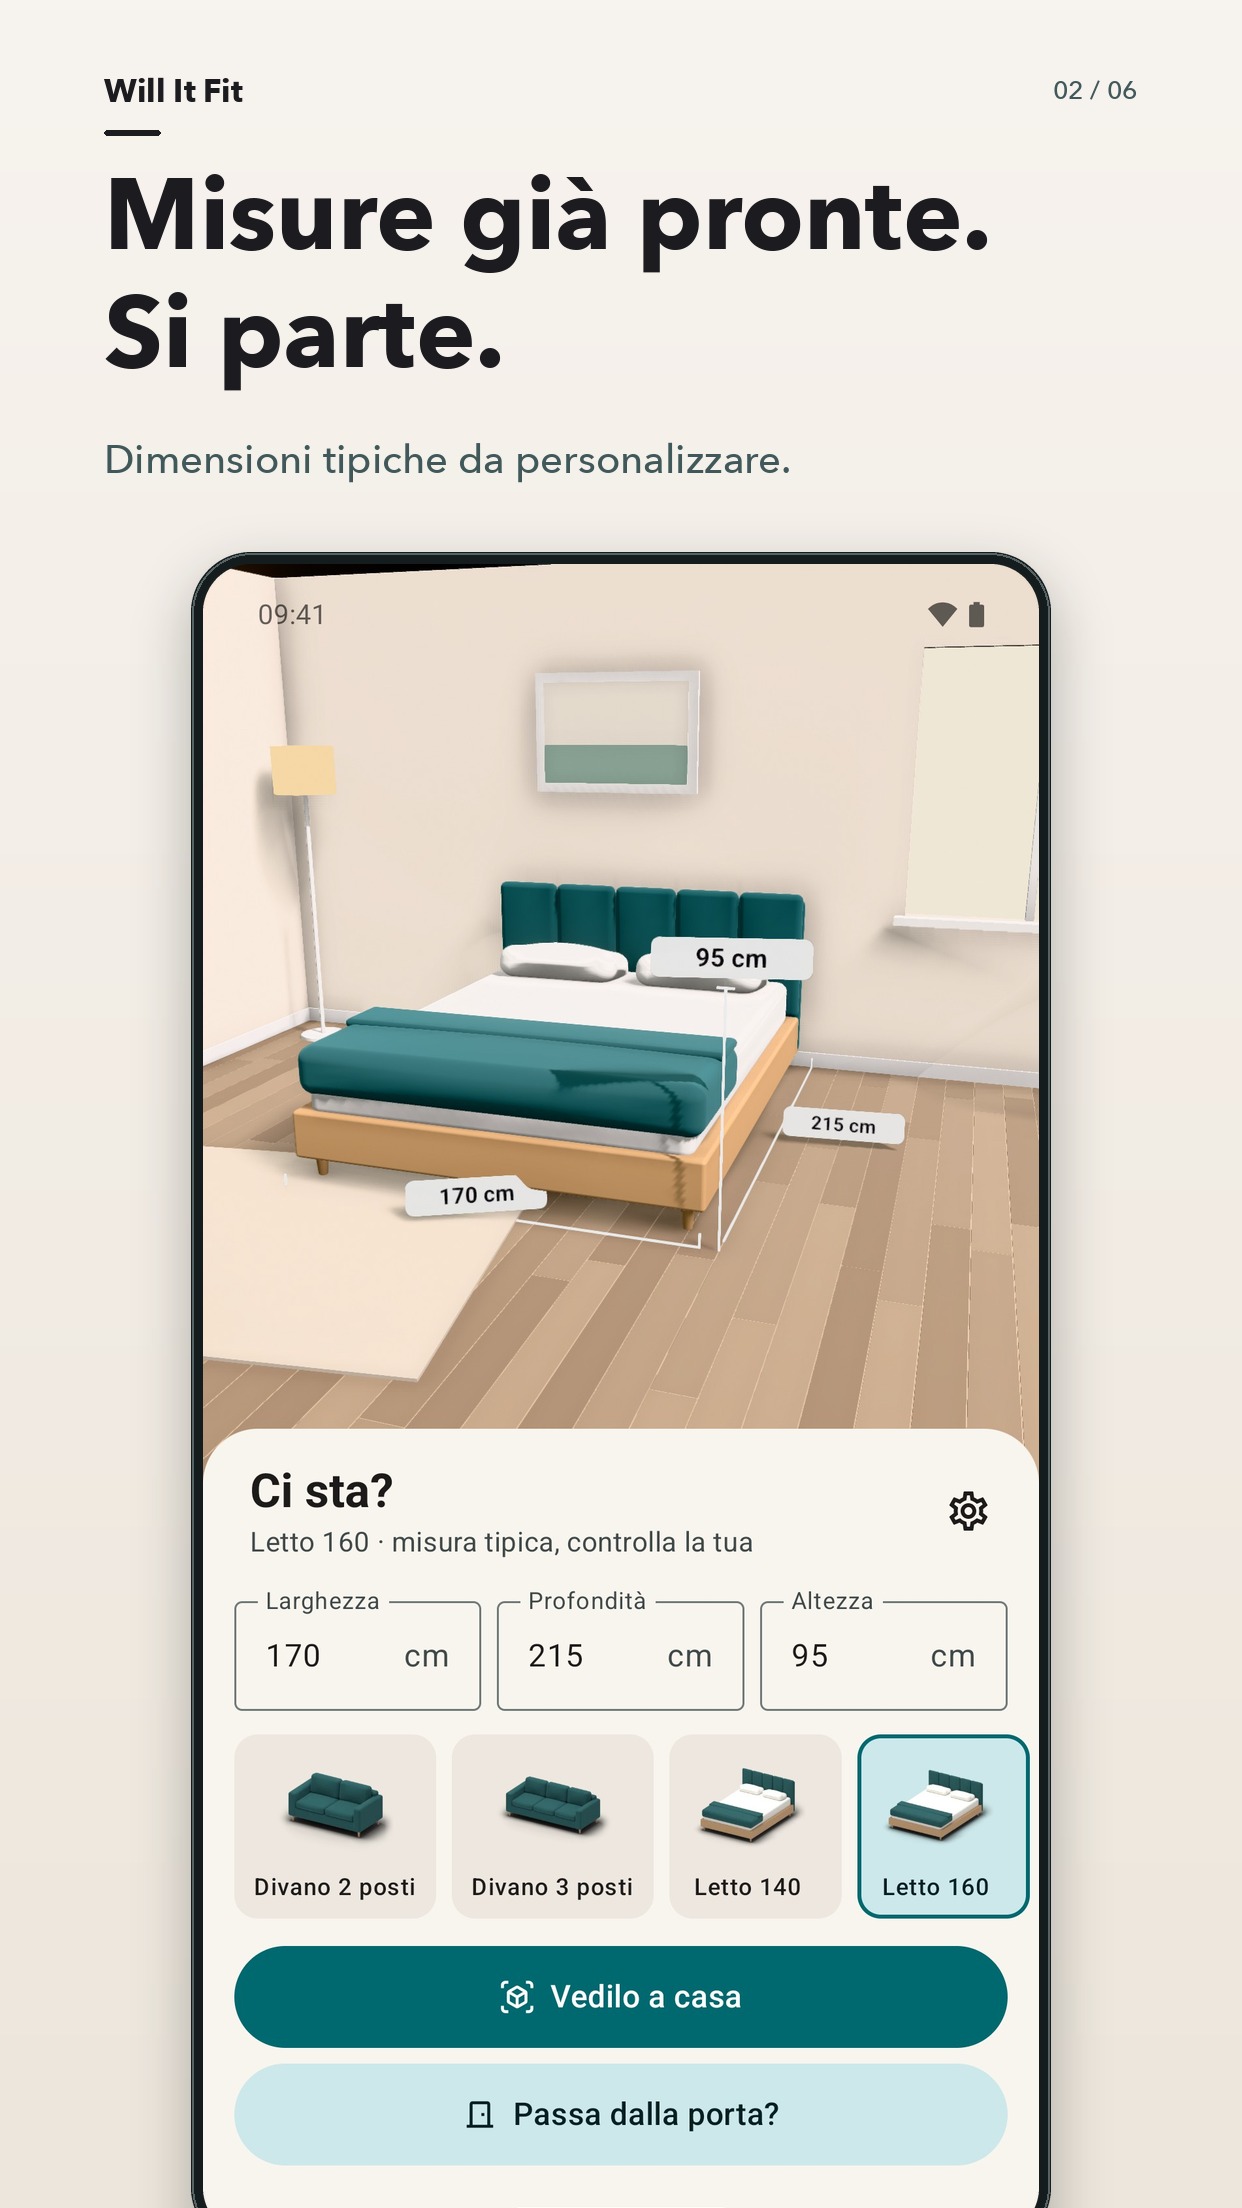 Will It Fit
02 / 06
Misure già pronte.
Si parte.
Dimensioni tipiche da personalizzare.
09:41
95 cm
215 cm
170 cm
Ci sta?
Letto 160 · misura tipica, controlla la tua
Larghezza
Profondità
Altezza
170 cm
215 cm
95 cm
Divano 2 posti
Divano 3 posti
Letto 140
Letto 160
Vedilo a casa
Passa dalla porta?